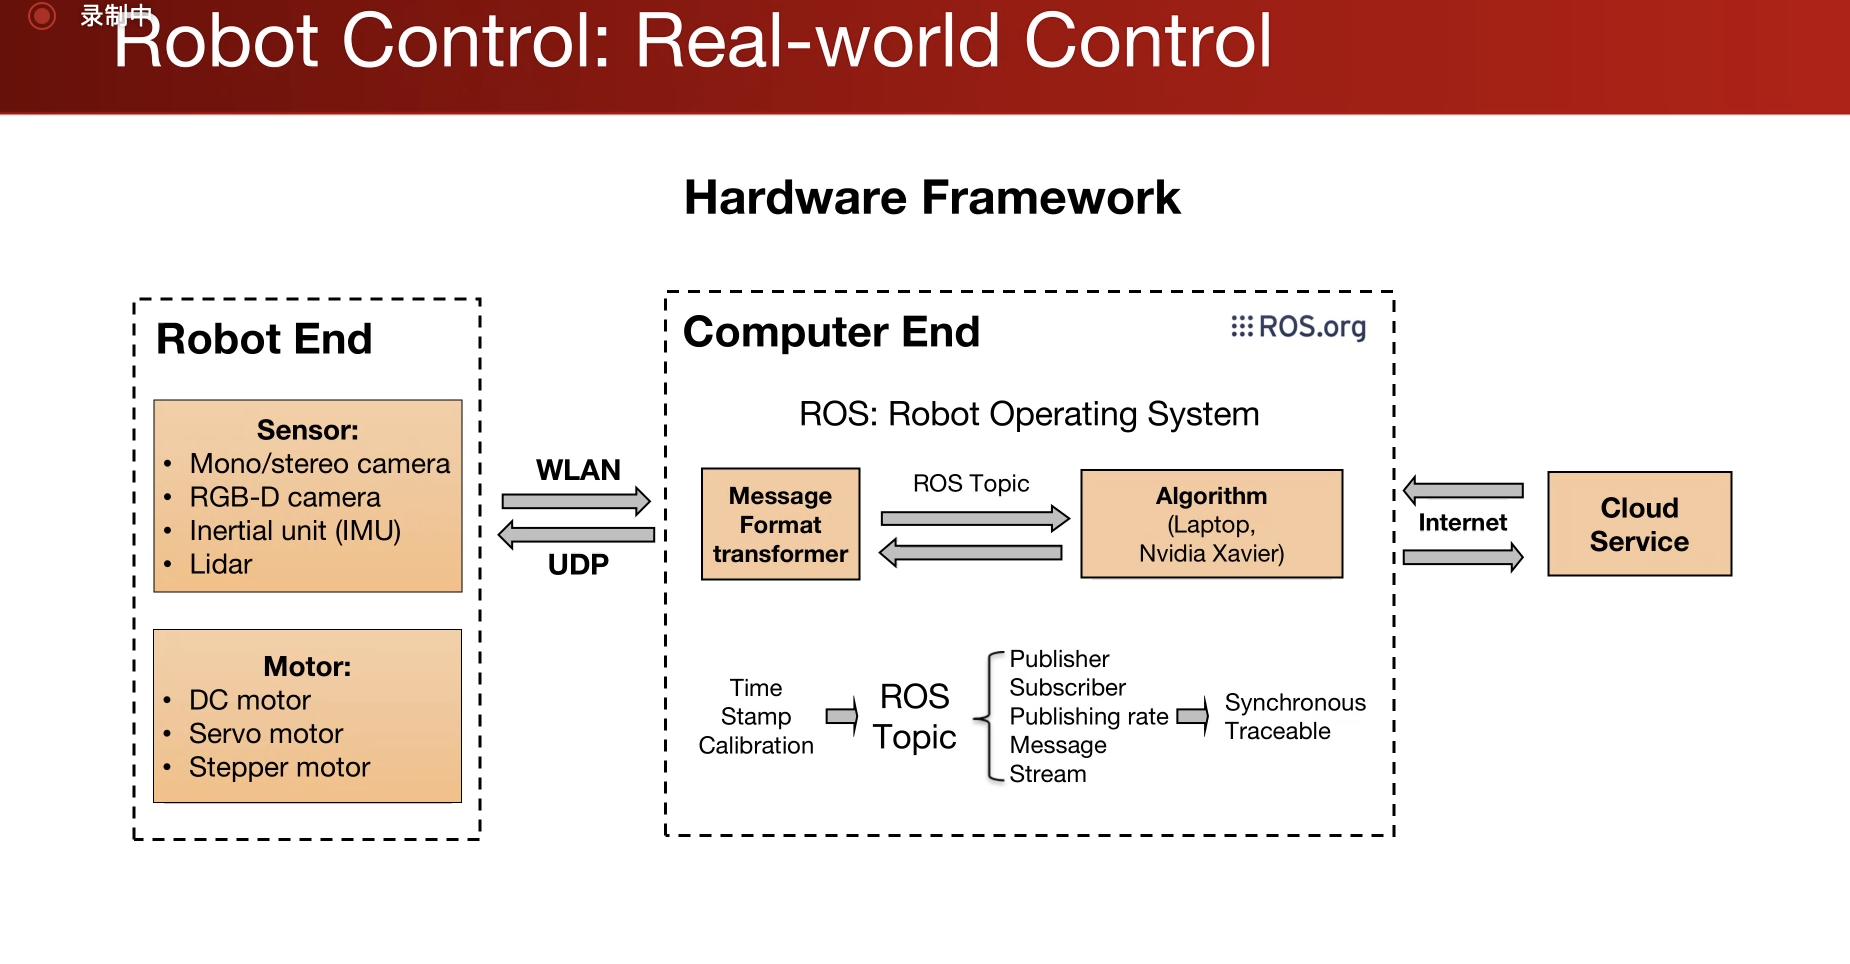 录制中
Robot Control: Real-world Control
Hardware Framework
Robot End
Sensor:
• Mono/stereo camera
• RGB-D camera
• Inertial unit (IMU)
• Lidar
Motor:
• DC motor
• Servo motor
• Stepper motor
WLAN
UDP
Computer End
ROS.org
ROS: Robot Operating System
Message
Format
transformer
ROS Topic
Algorithm
(Laptop,
Nvidia Xavier)
Time
Stamp
Calibration
ROS
Topic
Publisher
Subscriber
Publishing rate
Message
Stream
Synchronous
Traceable
Internet
Cloud
Service